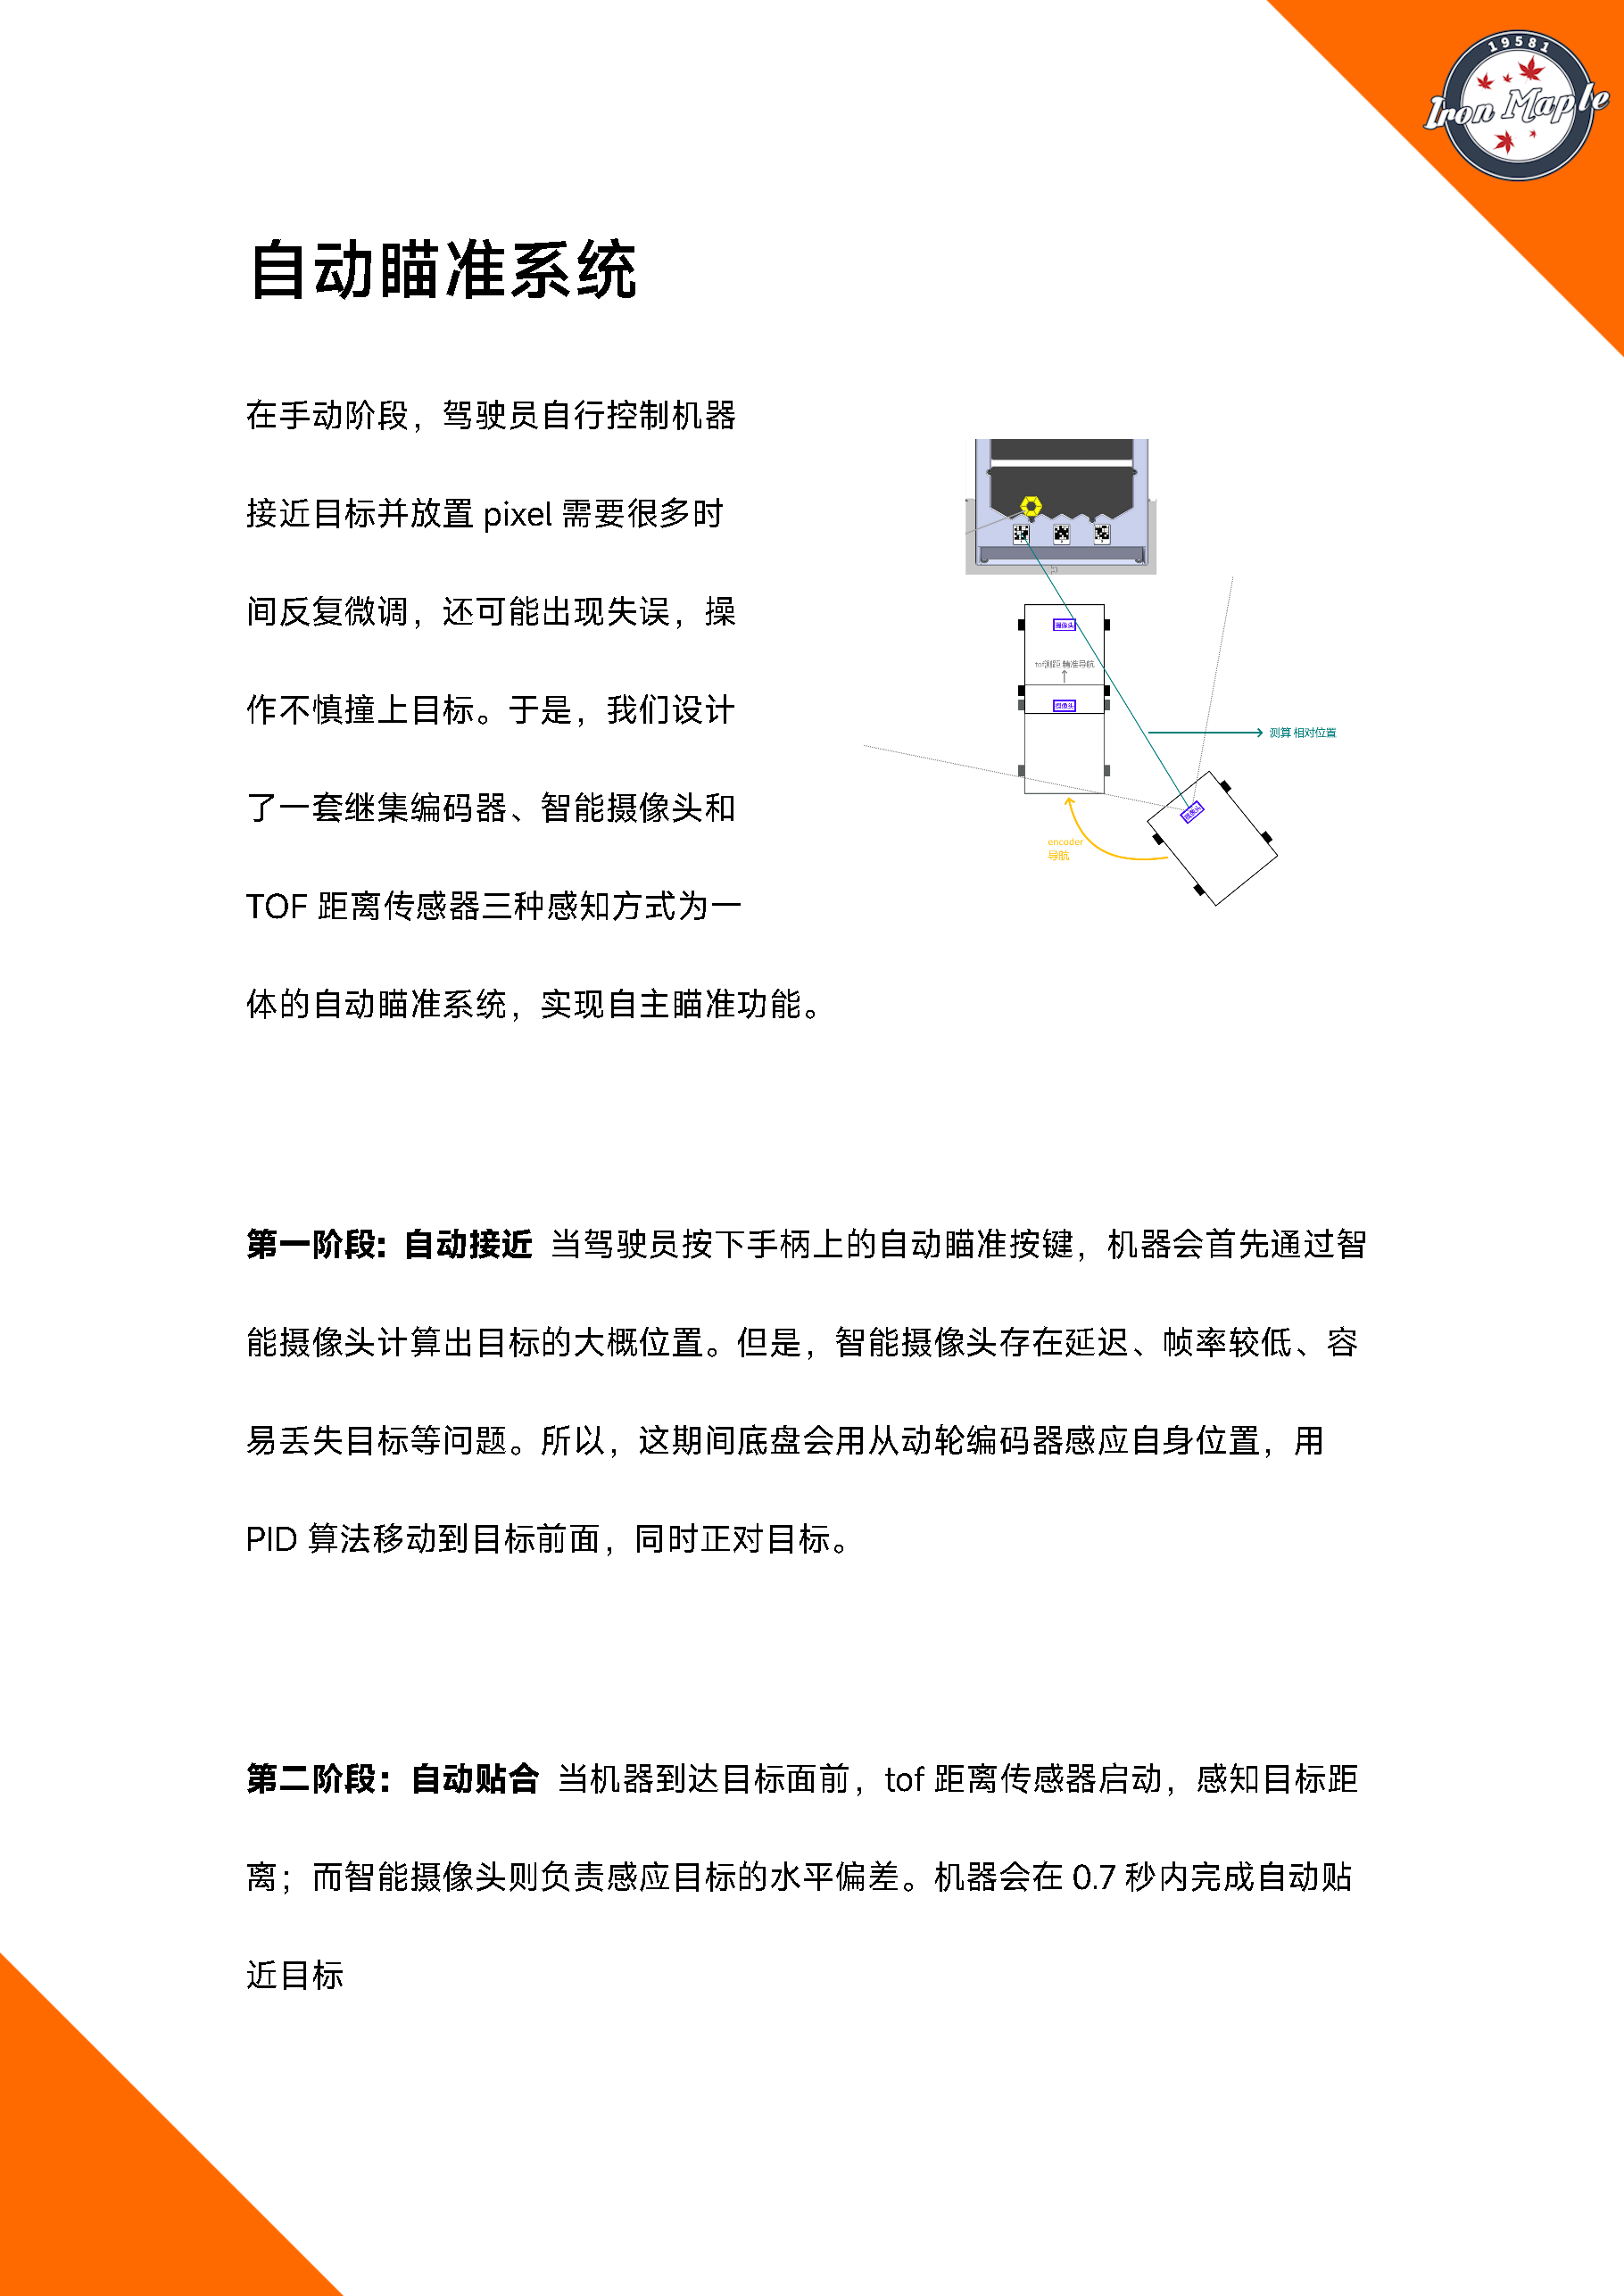 19581
Iron Maple
自动瞄准系统
在手动阶段，驾驶员自行控制机器
接近目标并放置 pixel 需要很多时
间反复微调，还可能出现失误，操
作不慎撞上目标。于是，我们设计
了一套继集编码器、智能摄像头和
TOF 距离传感器三种感知方式为一
体的自动瞄准系统，实现自主瞄准功能。
摄像头
tof测距 瞄准导航
摄像头
测算 相对位置
摄像头
encoder
导航
第一阶段：自动接近 当驾驶员按下手柄上的自动瞄准按键，机器会首先通过智
能摄像头计算出目标的大概位置。但是，智能摄像头存在延迟、帧率较低、容
易丢失目标等问题。所以，这期间底盘会用从动轮编码器感应自身位置，用
PID 算法移动到目标前面，同时正对目标。
第二阶段：自动贴合 当机器到达目标面前，tof 距离传感器启动，感知目标距
离；而智能摄像头则负责感应目标的水平偏差。机器会在 0.7 秒内完成自动贴
近目标